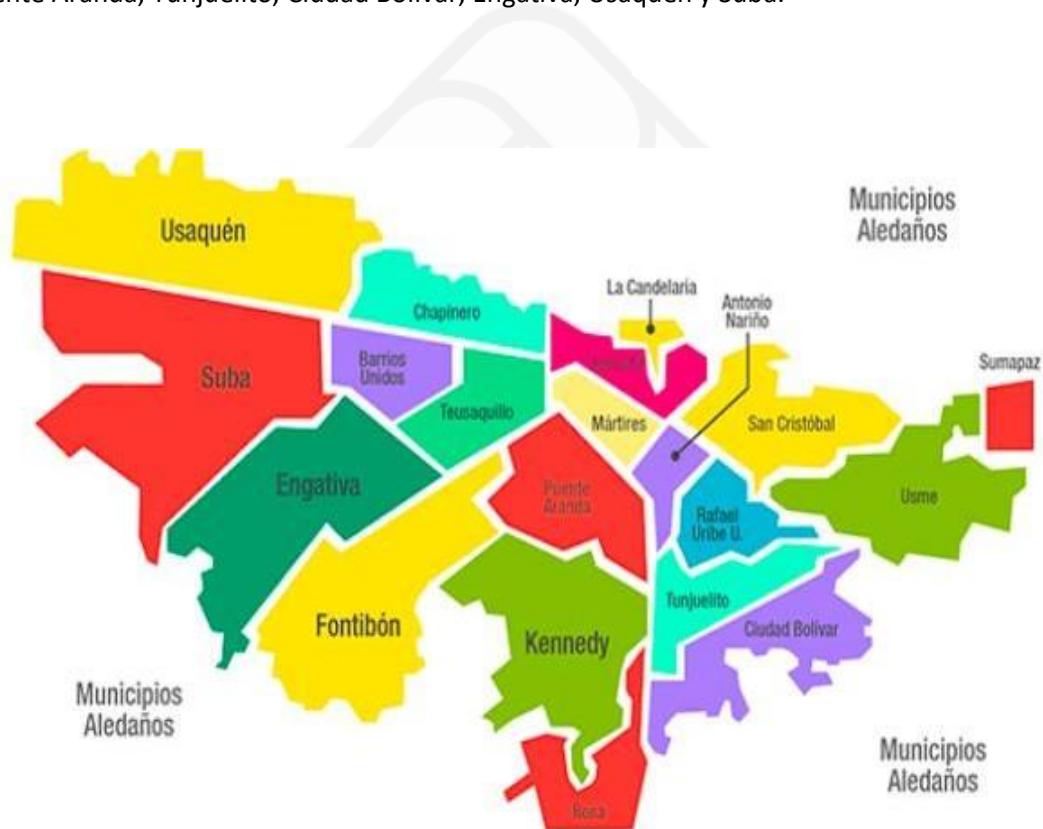 nte Aranda, Tunjuelito, Ciudad Bolívar, Engativá, Usaquén y Suba.
Usaquén
Municipios
Aledaños
La Candelaria
Antonio
Nariño
Chapinero
Barrios
Unidos
Suba
Teusaquillo
Mártires
San Cristóbal
Sumapaz
Engativa
Puente
Aranda
Rafael
Uribe U.
Usme
Fontibón
Kennedy
Tunjuelito
Ciudad Bolívar
Municipios
Aledaños
Municipios
Aledaños
Bosa